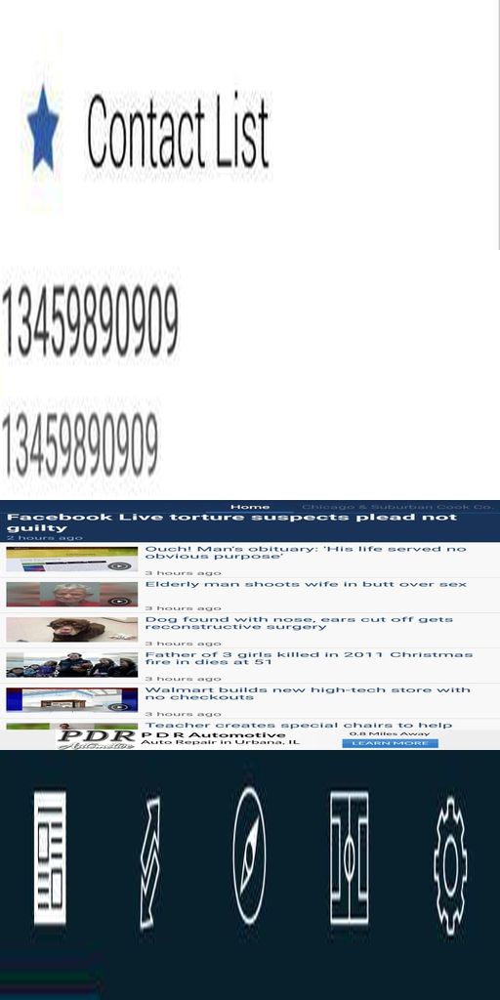 Contact List
13459890909
13459890909
Home
Chicago & Suburban Cook Co.
Facebook Live torture suspects plead not
guilty
2 hours ago
Ouch! Man's obituary: 'His life served no
obvious purpose'
3 hours ago
Elderly man shoots wife in butt over sex
3 hours ago
Dog found with nose, ears cut off gets
reconstructive surgery
3 hours ago
Father of 3 girls killed in 2011 Christmas
fire in dies at 51
3 hours ago
Walmart builds new high-tech store with
no checkouts
3 hours ago
Teacher creates special chairs to help
PDR
Automotive
P D R Automotive
0.8 Miles Away
Auto Repair in Urbana, IL
LEARN MORE